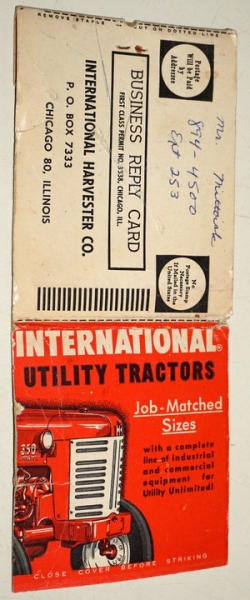 REMOVE STAPLE CUT ON DOTTED LINE
Postage
Will be Paid
by
Addressee
No
Postage Stamp
Necessary
If Mailed in the
United States
BUSINESS REPLY CARD
FIRST CLASS PERMIT NO. 3538, CHICAGO, ILL.
INTERNATIONAL HARVESTER CO.
P. O. BOX 7333
CHICAGO 80, ILLINOIS
Mr.
894-4500
Ext 253
INTERNATIONAL®
UTILITY TRACTORS
Job-Matched
Sizes
with a complete
line of industrial
and commercial
equipment for
Utility Unlimited!
350
CLOSE COVER BEFORE STRIKING